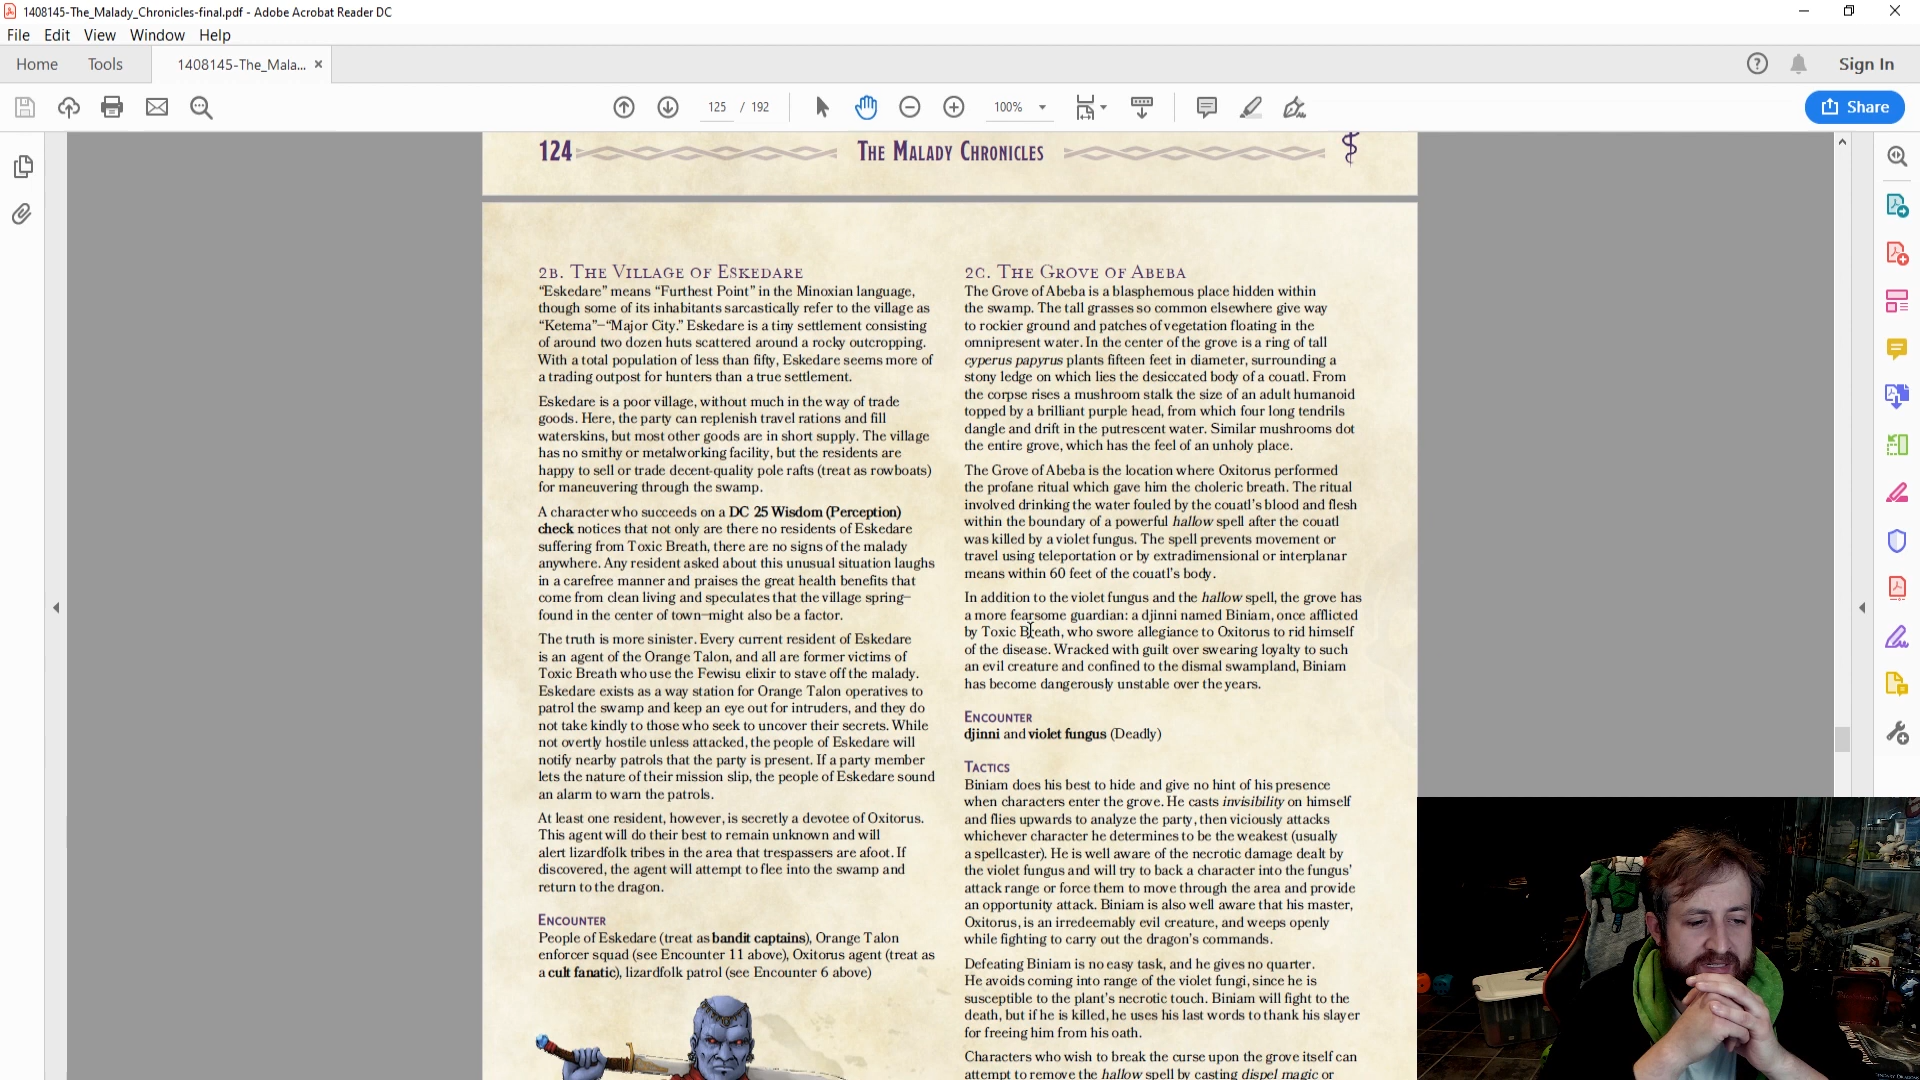 1408145-The_Malady_Chronicles-final.pdf - Adobe Acrobat Reader DC
File Edit View Window Help
Home Tools 1408145-The_Mala... × Sign In
125 / 192 100% Share
124 The Malady Chronicles
2B. The Village of Eskedare
“Eskedare” means “Furthest Point” in the Minoxian language,
though some of its inhabitants sarcastically refer to the village as
“Ketema”–“Major City.” Eskedare is a tiny settlement consisting
of around two dozen huts scattered around a rocky outcropping.
With a total population of less than fifty, Eskedare seems more of
a trading outpost for hunters than a true settlement.
Eskedare is a poor village, without much in the way of trade
goods. Here, the party can replenish travel rations and fill
waterskins, but most other goods are in short supply. The village
has no smithy or metalworking facility, but the residents are
happy to sell or trade decent-quality pole rafts (treat as rowboats)
for maneuvering through the swamp.
A character who succeeds on a DC 25 Wisdom (Perception)
check notices that not only are there no residents of Eskedare
suffering from Toxic Breath, there are no signs of the malady
anywhere. Any resident asked about this unusual situation laughs
in a carefree manner and praises the great health benefits that
come from clean living and speculates that the village spring–
found in the center of town–might also be a factor.
The truth is more sinister. Every current resident of Eskedare
is an agent of the Orange Talon, and all are former victims of
Toxic Breath who use the Fewisu elixir to stave off the malady.
Eskedare exists as a way station for Orange Talon operatives to
patrol the swamp and keep an eye out for intruders, and they do
not take kindly to those who seek to uncover their secrets. While
not overtly hostile unless attacked, the people of Eskedare will
notify nearby patrols that the party is present. If a party member
lets the nature of their mission slip, the people of Eskedare sound
an alarm to warn the patrols.
At least one resident, however, is secretly a devotee of Oxitorus.
This agent will do their best to remain unknown and will
alert lizardfolk tribes in the area that trespassers are afoot. If
discovered, the agent will attempt to flee into the swamp and
return to the dragon.
Encounter
People of Eskedare (treat as bandit captains), Orange Talon
enforcer squad (see Encounter 11 above), Oxitorus agent (treat as
a cult fanatic), lizardfolk patrol (see Encounter 6 above)
2C. The Grove of Abeba
The Grove of Abeba is a blasphemous place hidden within
the swamp. The tall grasses so common elsewhere give way
to rockier ground and patches of vegetation floating in the
omnipresent water. In the center of the grove is a ring of tall
cyperus papyrus plants fifteen feet in diameter, surrounding a
stony ledge on which lies the desiccated body of a couatl. From
the corpse rises a mushroom stalk the size of an adult humanoid
topped by a brilliant purple head, from which four long tendrils
dangle and drift in the putrescent water. Similar mushrooms dot
the entire grove, which has the feel of an unholy place.
The Grove of Abeba is the location where Oxitorus performed
the profane ritual which gave him the choleric breath. The ritual
involved drinking the water fouled by the couatl’s blood and flesh
within the boundary of a powerful hallow spell after the couatl
was killed by a violet fungus. The spell prevents movement or
travel using teleportation or by extradimensional or interplanar
means within 60 feet of the couatl’s body.
In addition to the violet fungus and the hallow spell, the grove has
a more fearsome guardian: a djinni named Biniam, once afflicted
by Toxic Breath, who swore allegiance to Oxitorus to rid himself
of the disease. Wracked with guilt over swearing loyalty to such
an evil creature and confined to the dismal swampland, Biniam
has become dangerously unstable over the years.
Encounter
djinni and violet fungus (Deadly)
Tactics
Biniam does his best to hide and give no hint of his presence
when characters enter the grove. He casts invisibility on himself
and flies upwards to analyze the party, then viciously attacks
whichever character he determines to be the weakest (usually
a spellcaster). He is well aware of the necrotic damage dealt by
the violet fungus and will try to back a character into the fungus’
attack range or force them to move through the area and provide
an opportunity attack. Biniam is also well aware that his master,
Oxitorus, is an irredeemably evil creature, and weeps openly
while fighting to carry out the dragon’s commands.
Defeating Biniam is no easy task, and he gives no quarter.
He avoids coming into range of the violet fungi, since he is
susceptible to the plant’s necrotic touch. Biniam will fight to the
death, but if he is killed, he uses his last words to thank his slayer
for freeing him from his oath.
Characters who wish to break the curse upon the grove itself can
attempt to remove the hallow spell by casting dispel magic or